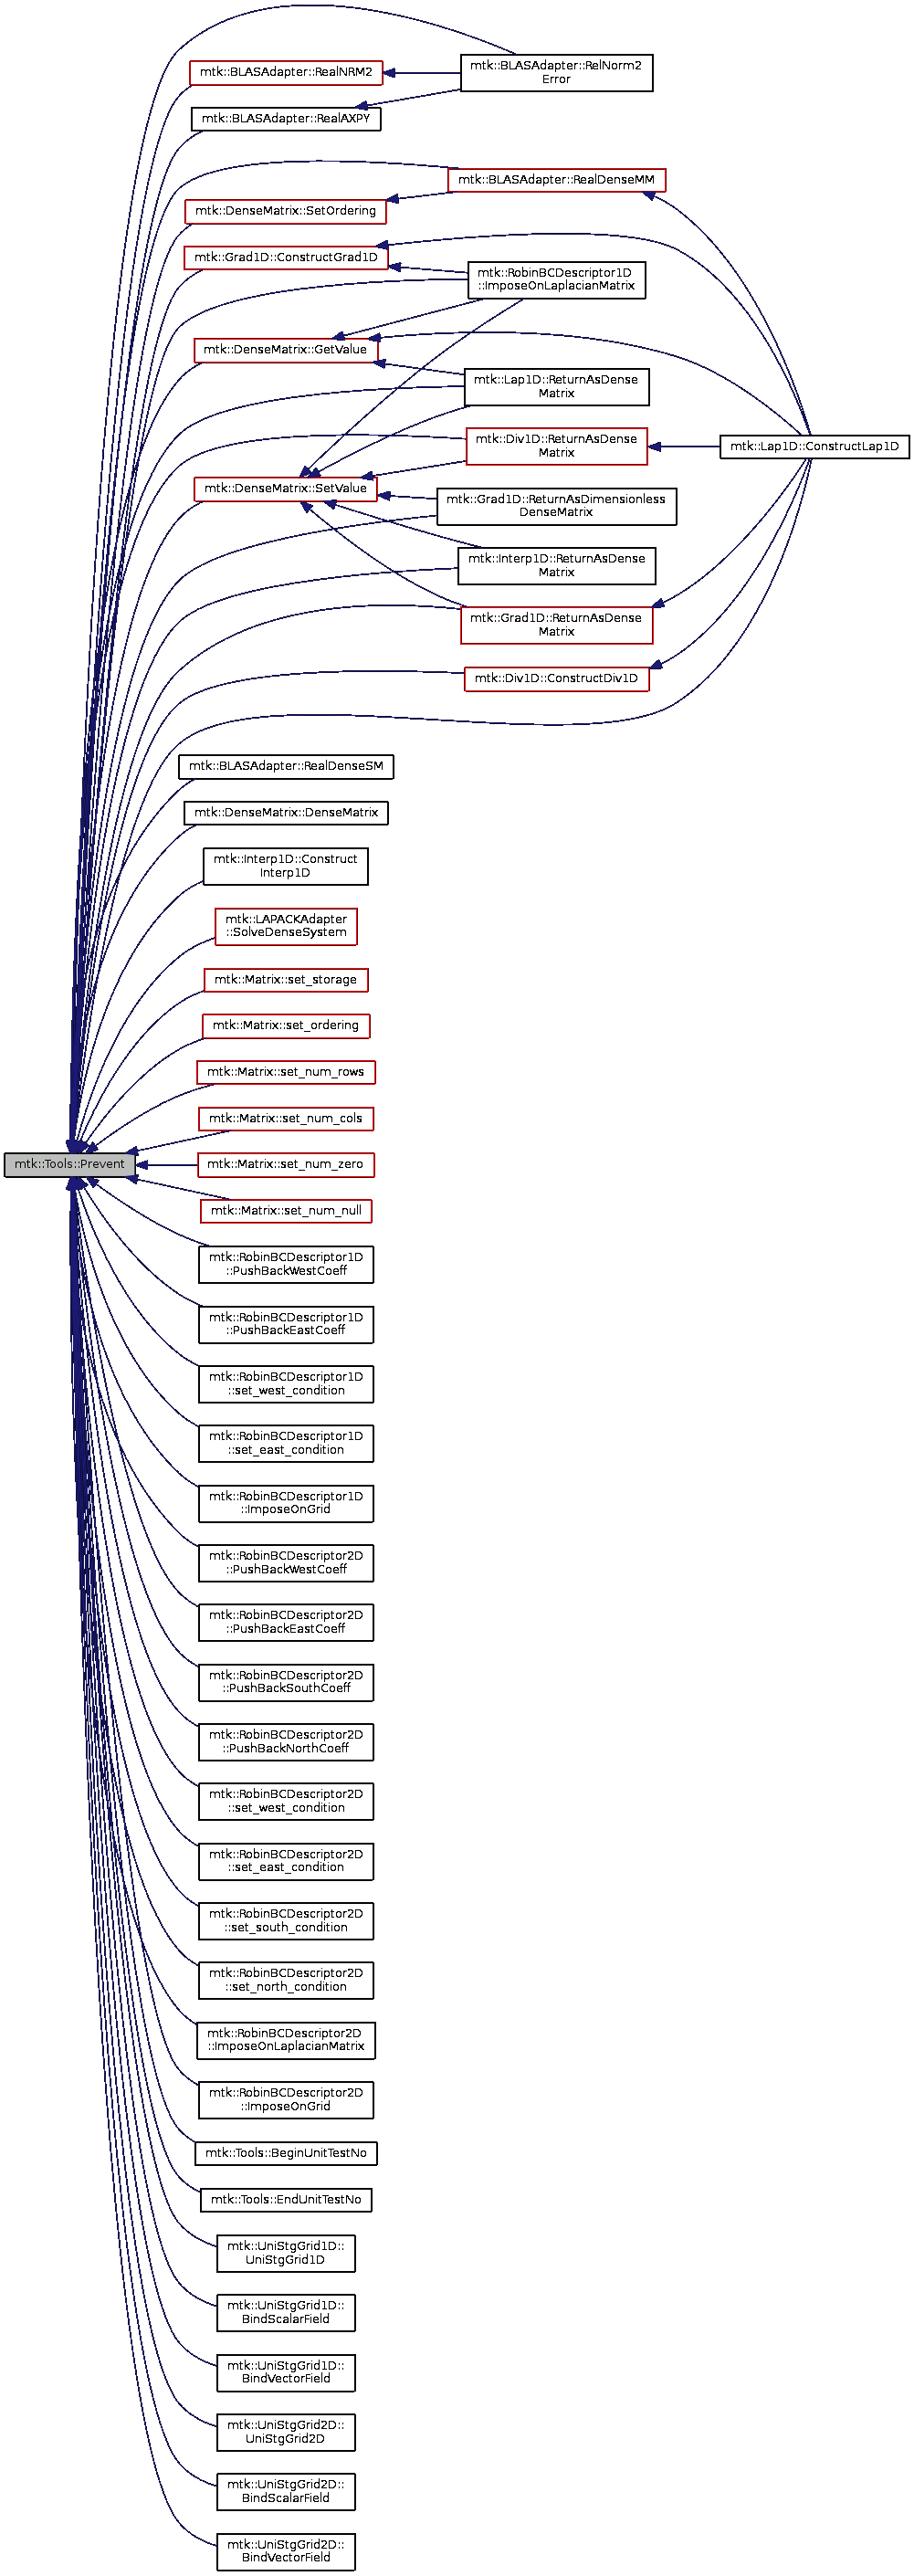 mtk::BLASAdapter::RelNorm2
Error
mtk::BLASAdapter::RealNRM2
mtk::BLASAdapter::RealAXPY
mtk::BLASAdapter::RealDenseMM
mtk::DenseMatrix::SetOrdering
mtk::Grad1D::ConstructGrad1D
mtk::RobinBCDescriptor1D
::ImposeOnLaplacianMatrix
mtk::DenseMatrix::GetValue
mtk::Lap1D::ReturnAsDense
Matrix
mtk::Div1D::ReturnAsDense
Matrix
mtk::Lap1D::ConstructLap1D
mtk::DenseMatrix::SetValue
mtk::Grad1D::ReturnAsDimensionless
DenseMatrix
mtk::Interp1D::ReturnAsDense
Matrix
mtk::Grad1D::ReturnAsDense
Matrix
mtk::Div1D::ConstructDiv1D
mtk::BLASAdapter::RealDenseSM
mtk::DenseMatrix::DenseMatrix
mtk::Interp1D::Construct
Interp1D
mtk::LAPACKAdapter
::SolveDenseSystem
mtk::Matrix::set_storage
mtk::Matrix::set_ordering
mtk::Matrix::set_num_rows
mtk::Matrix::set_num_cols
mtk::Tools::Prevent
mtk::Matrix::set_num_zero
mtk::Matrix::set_num_null
mtk::RobinBCDescriptor1D
::PushBackWestCoeff
mtk::RobinBCDescriptor1D
::PushBackEastCoeff
mtk::RobinBCDescriptor1D
::set_west_condition
mtk::RobinBCDescriptor1D
::set_east_condition
mtk::RobinBCDescriptor1D
::ImposeOnGrid
mtk::RobinBCDescriptor2D
::PushBackWestCoeff
mtk::RobinBCDescriptor2D
::PushBackEastCoeff
mtk::RobinBCDescriptor2D
::PushBackSouthCoeff
mtk::RobinBCDescriptor2D
::PushBackNorthCoeff
mtk::RobinBCDescriptor2D
::set_west_condition
mtk::RobinBCDescriptor2D
::set_east_condition
mtk::RobinBCDescriptor2D
::set_south_condition
mtk::RobinBCDescriptor2D
::set_north_condition
mtk::RobinBCDescriptor2D
::ImposeOnLaplacianMatrix
mtk::RobinBCDescriptor2D
::ImposeOnGrid
mtk::Tools::BeginUnitTestNo
mtk::Tools::EndUnitTestNo
mtk::UniStgGrid1D::
UniStgGrid1D
mtk::UniStgGrid1D::
BindScalarField
mtk::UniStgGrid1D::
BindVectorField
mtk::UniStgGrid2D::
UniStgGrid2D
mtk::UniStgGrid2D::
BindScalarField
mtk::UniStgGrid2D::
BindVectorField